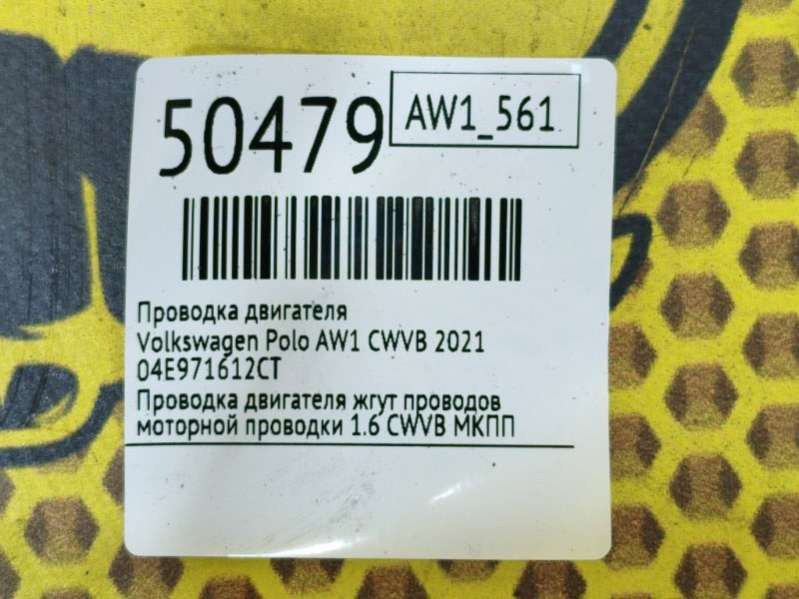 50479
AW1_561
Проводка двигателя
Volkswagen Polo AW1 CWVB 2021
04E971612CT
Проводка двигателя жгут проводов
моторной проводки 1.6 CWVB МКПП